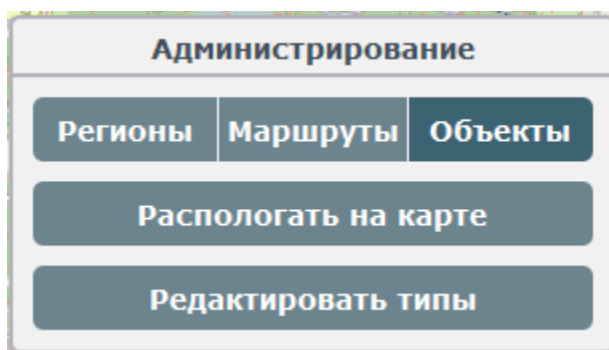 Администрирование
Регионы Маршруты Объекты
Распологать на карте
Редактировать типы